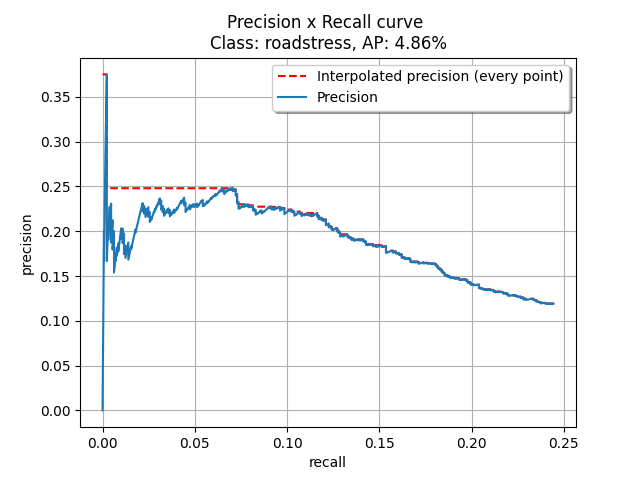 Precision x Recall curve
Class: roadstress, AP: 4.86%
Interpolated precision (every point)
Precision
0.35
0.30
0.25
0.20
0.15
0.10
0.05
0.00
precision
0.00 0.05 0.10 0.15 0.20 0.25
recall